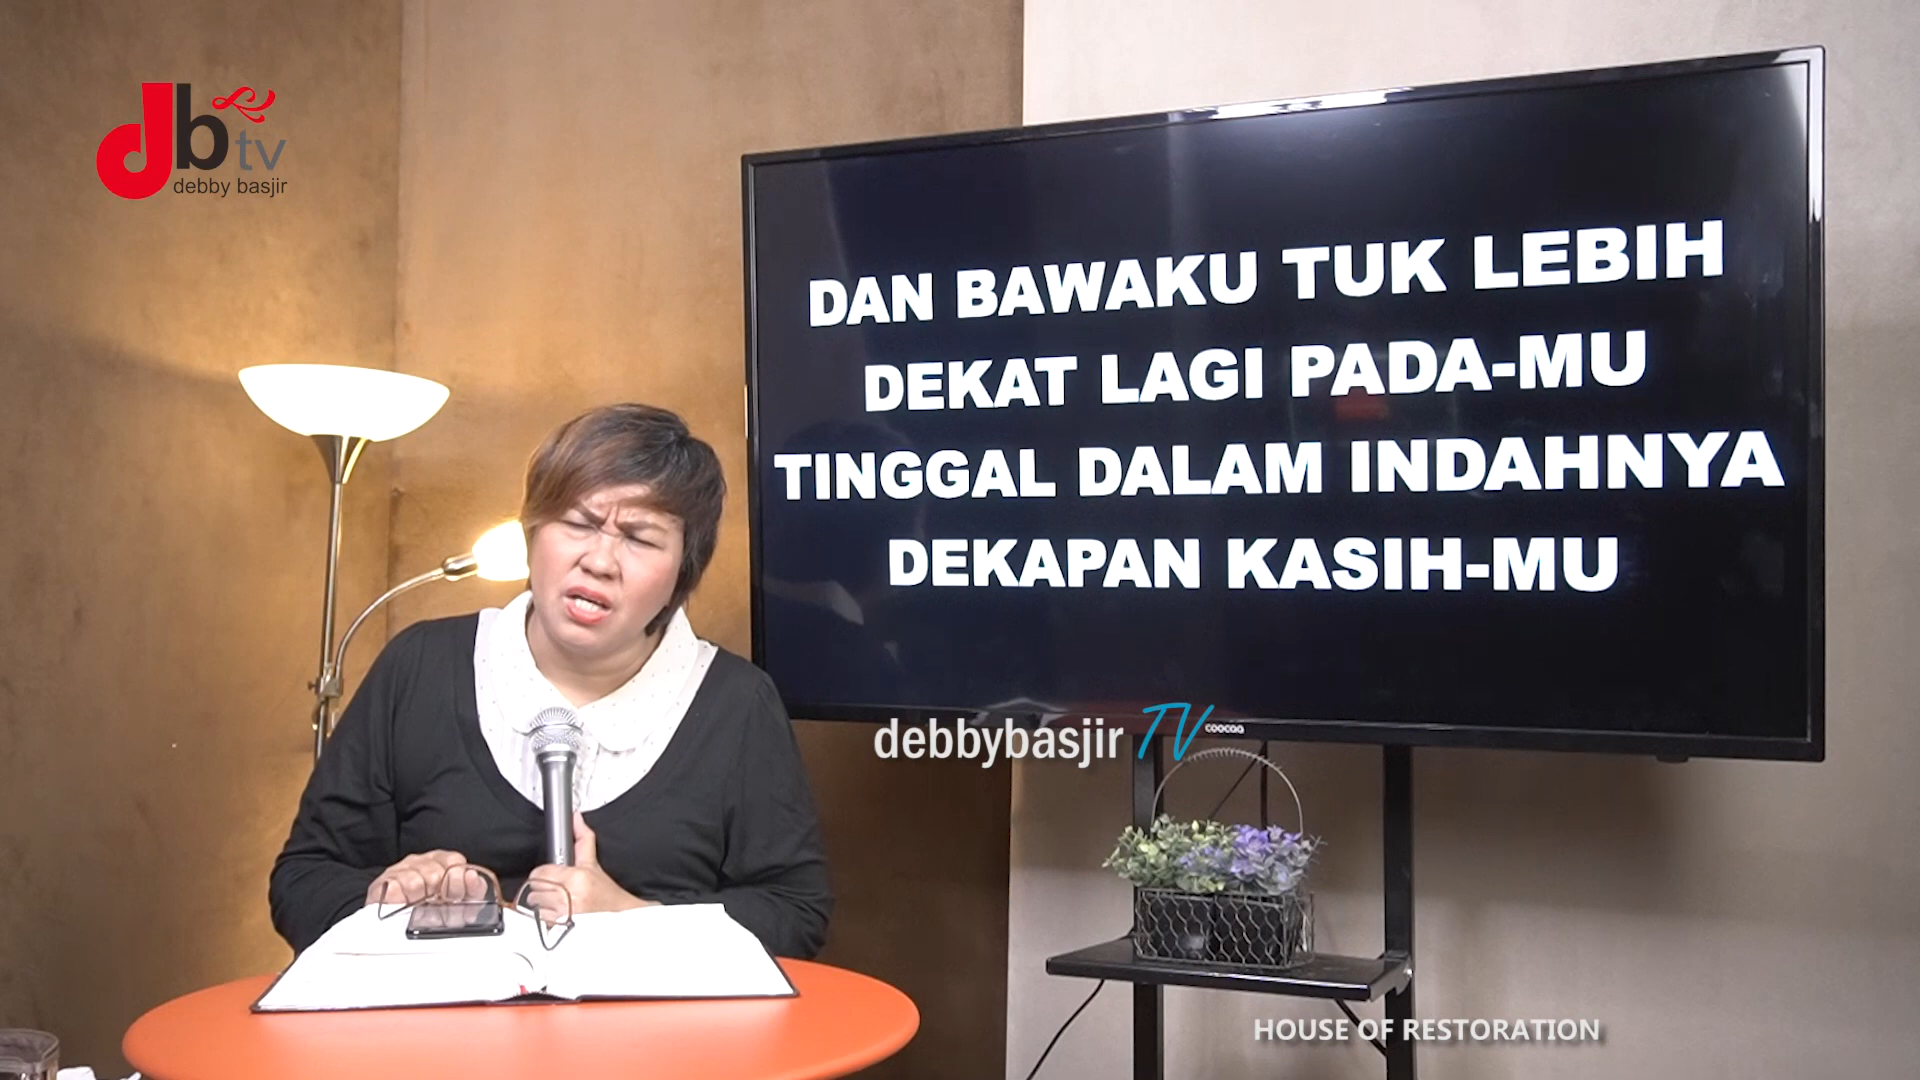 db tv
debby basjir
DAN BAWAKU TUK LEBIH
DEKAT LAGI PADA-MU
TINGGAL DALAM INDAHNYA
DEKAPAN KASIH-MU
debbybasjir TV
coocaa
HOUSE OF RESTORATION